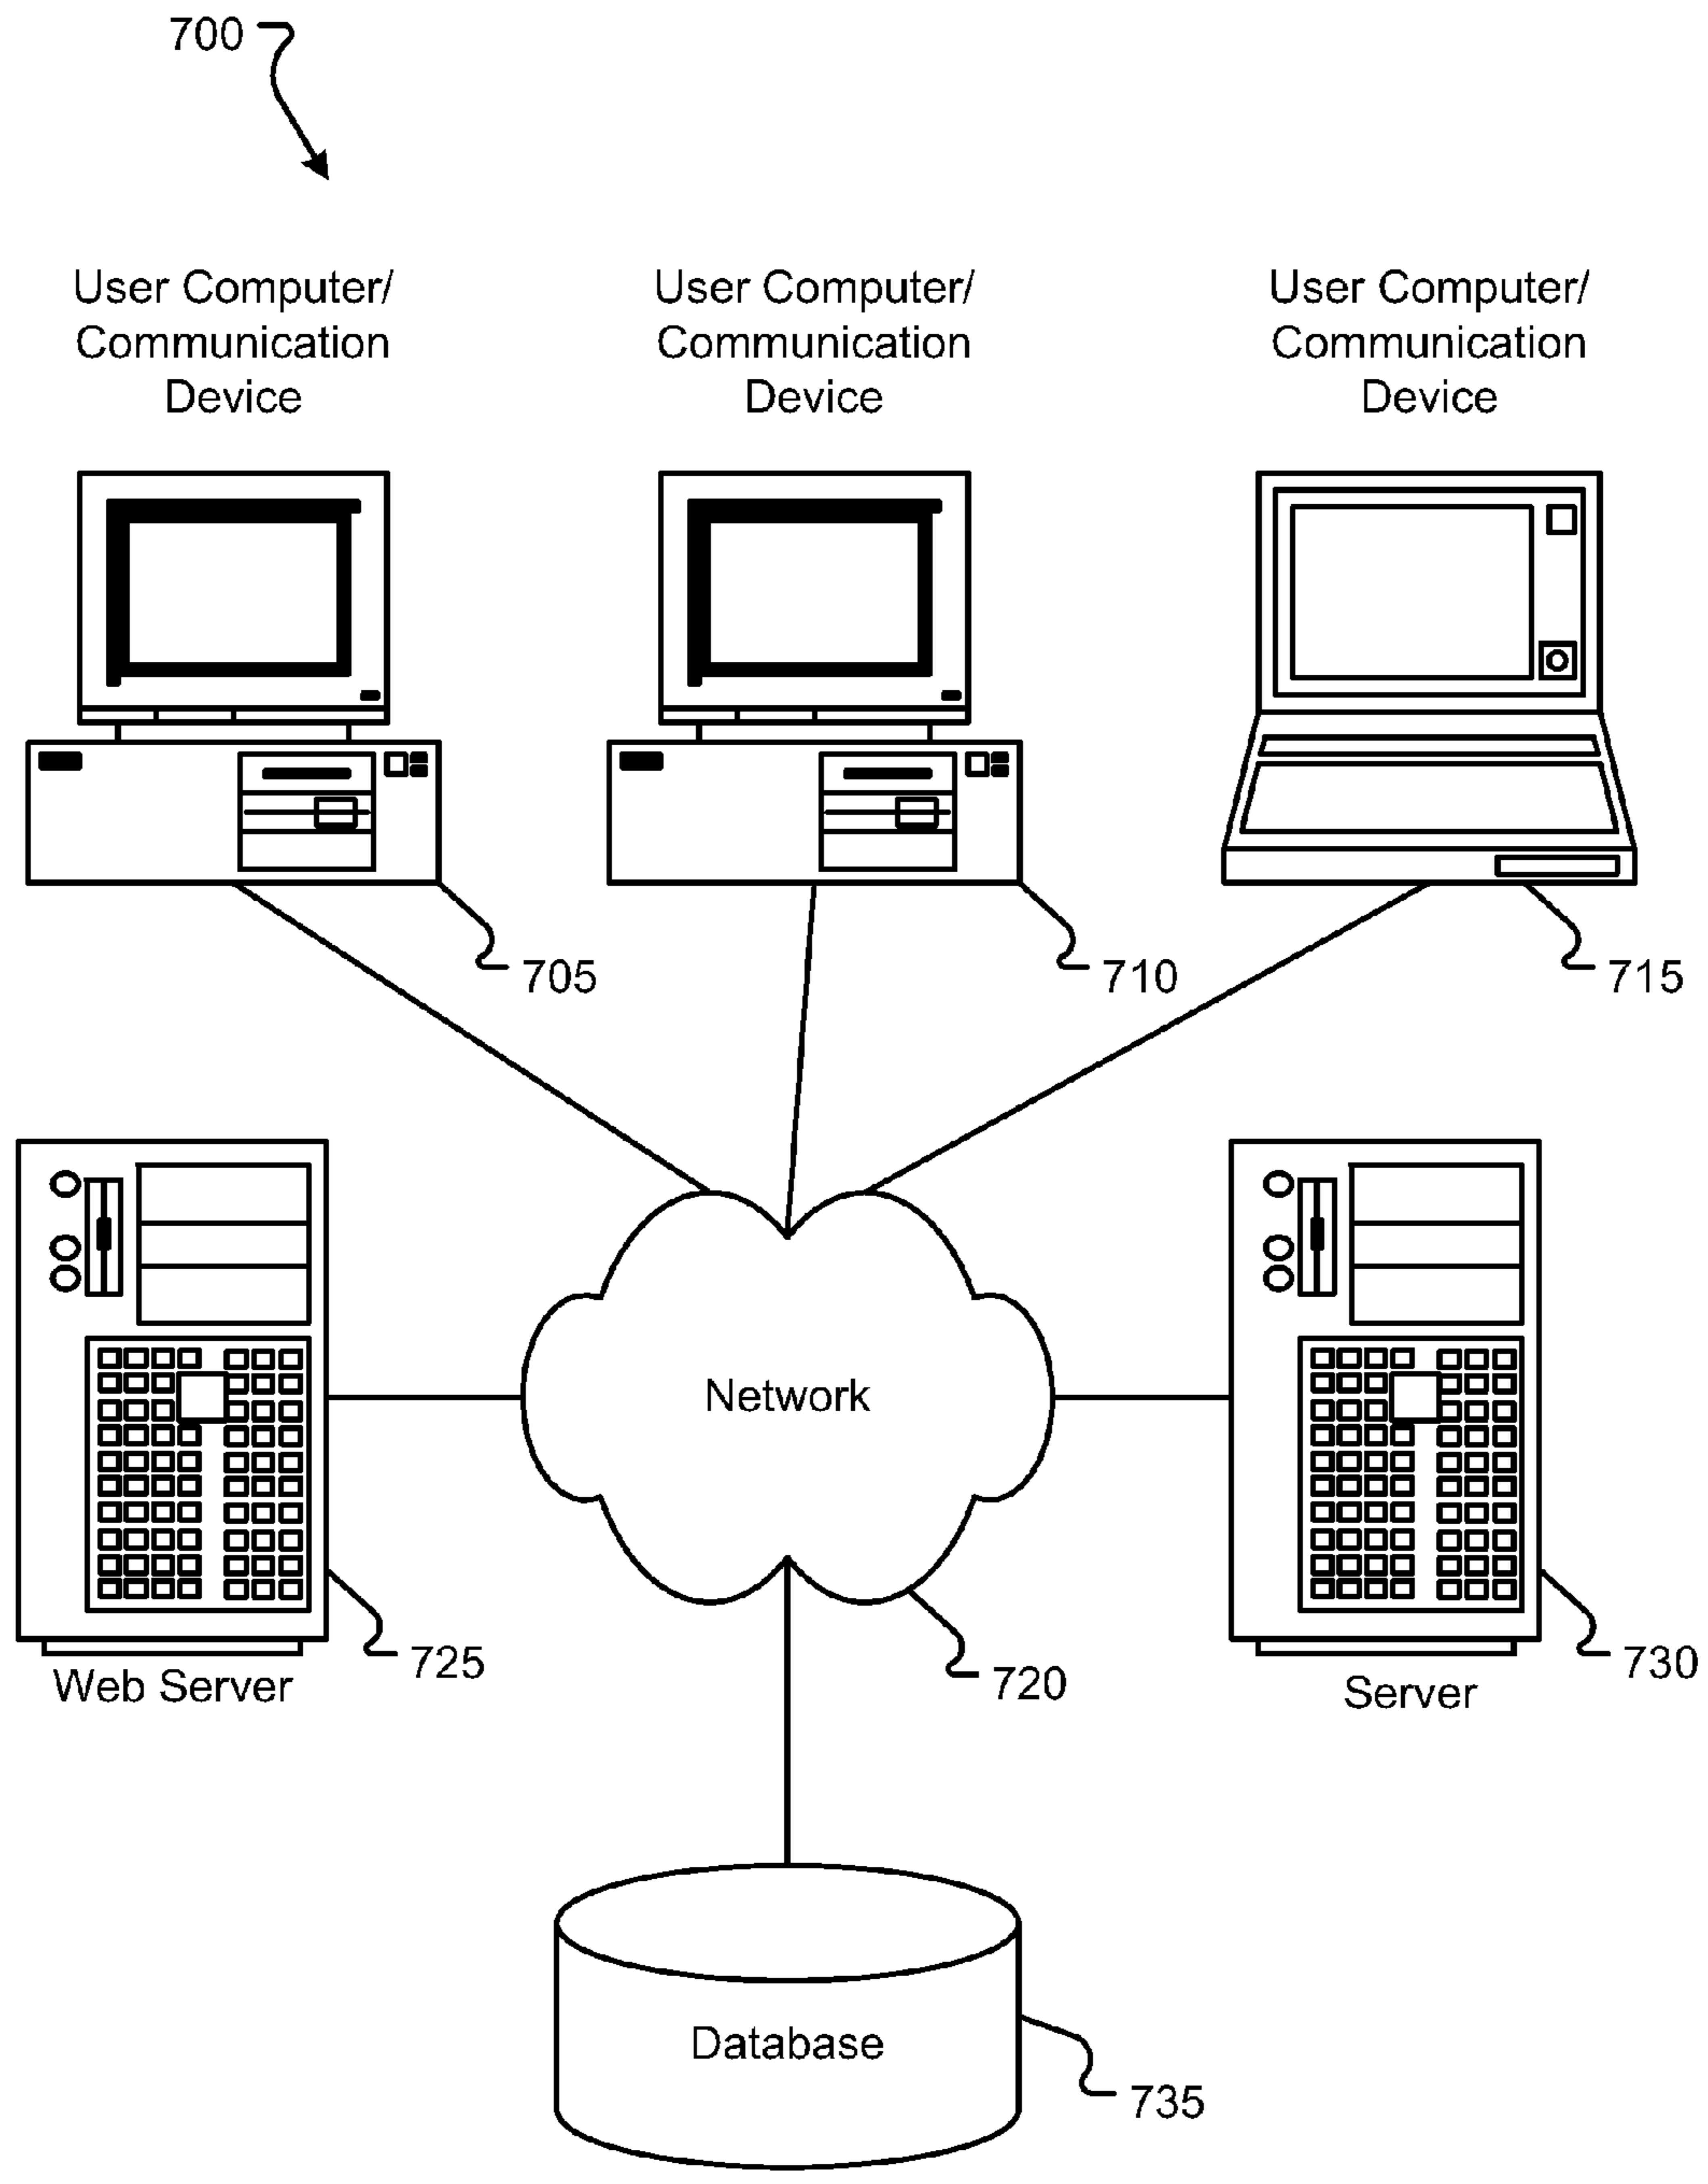 700
User Computer/
Communication
Device
User Computer/
Communication
Device
User Computer/
Communication
Device
705
710
715
Network
725
Web Server
720
730
Server
Database
735